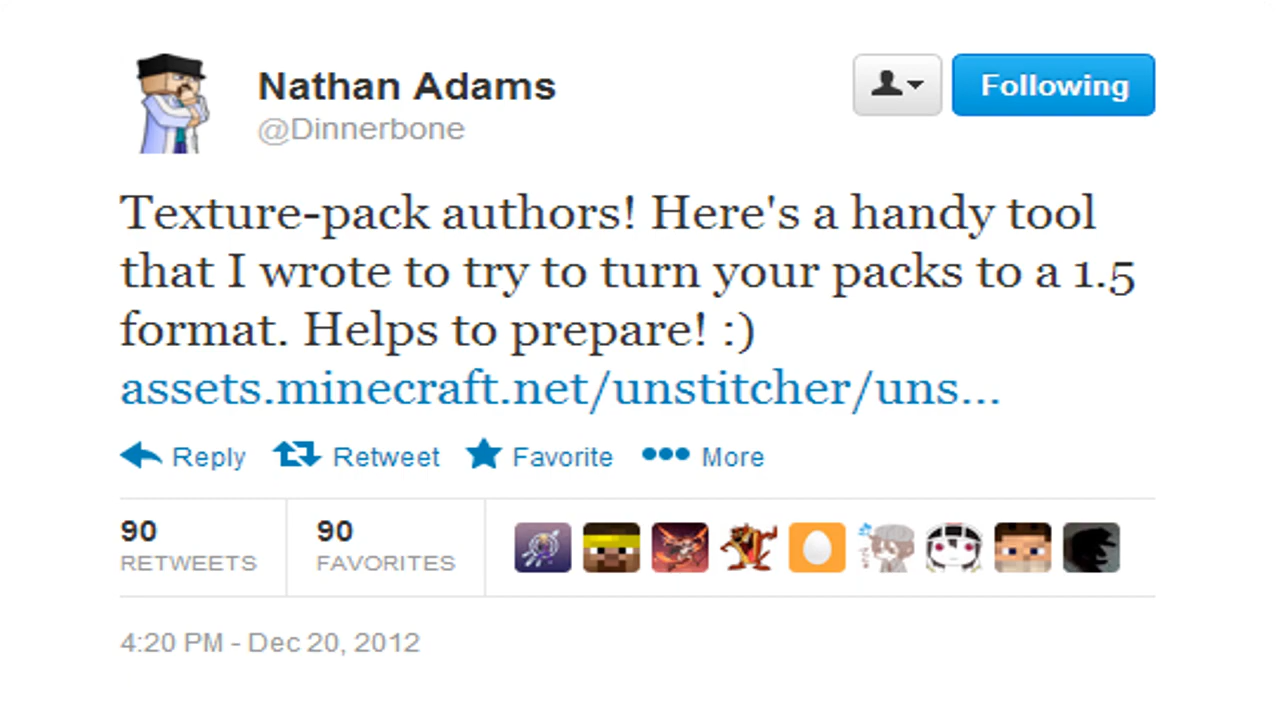 Nathan Adams
@Dinnerbone
Following
Texture-pack authors! Here's a handy tool
that I wrote to try to turn your packs to a 1.5
format. Helps to prepare! :)
assets.minecraft.net/unstitcher/uns...
Reply Retweet Favorite More
90 90
RETWEETS FAVORITES
4:20 PM - Dec 20, 2012